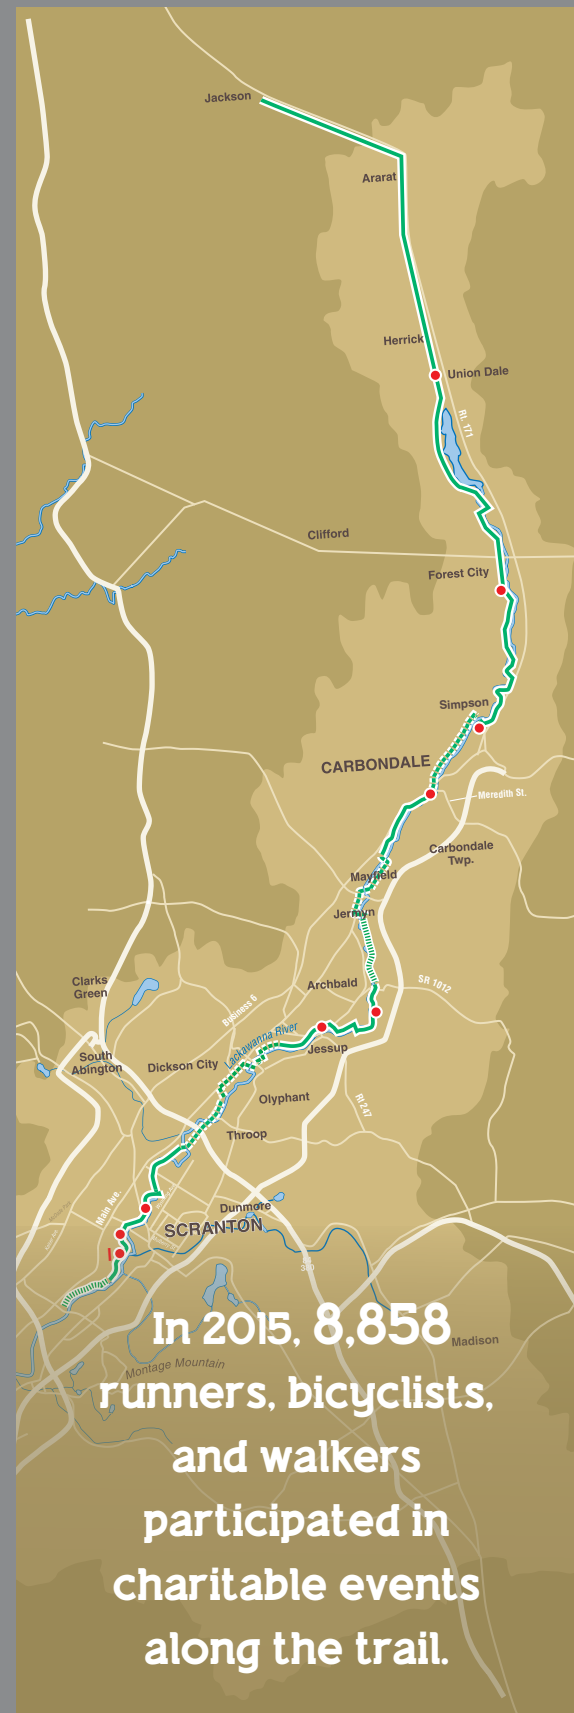 Jackson
Ararat
Herrick
Union Dale
Rt. 171
Clifford
Forest City
Simpson
CARBONDALE
Meredith St.
Carbondale
Twp.
Mayfield
Jermyn
Archbald
SR 1012
Clarks
Green
Business 6
Lackawanna River
Jessup
South
Abington
Dickson City
Olyphant
Rt 247
Throop
Main Ave.
Dunmore
SCRANTON
380
In 2015, 8,858
Madison
Montage Mountain
runners, bicyclists,
and walkers
participated in
charitable events
along the trail.